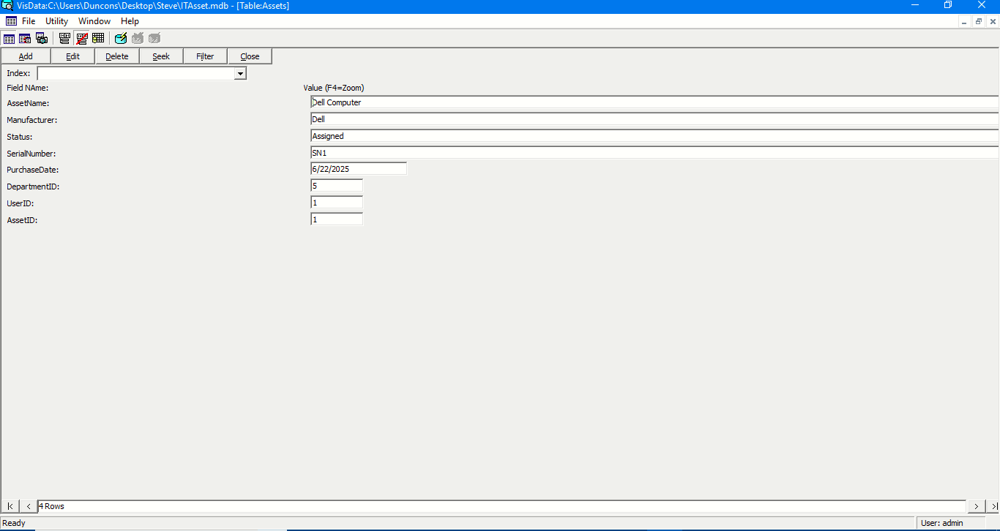 VisData:C:\Users\Duncons\Desktop\Steve\ITAsset.mdb - [Table:Assets]
File Utility Window Help
Add Edit Delete Seek Filter Close
Index:
Field NAme: Value (F4=Zoom)
AssetName: Dell Computer
Manufacturer: Dell
Status: Assigned
SerialNumber: SN1
PurchaseDate: 6/22/2025
DepartmentID: 5
UserID: 1
AssetID: 1
4 Rows
Ready User: admin